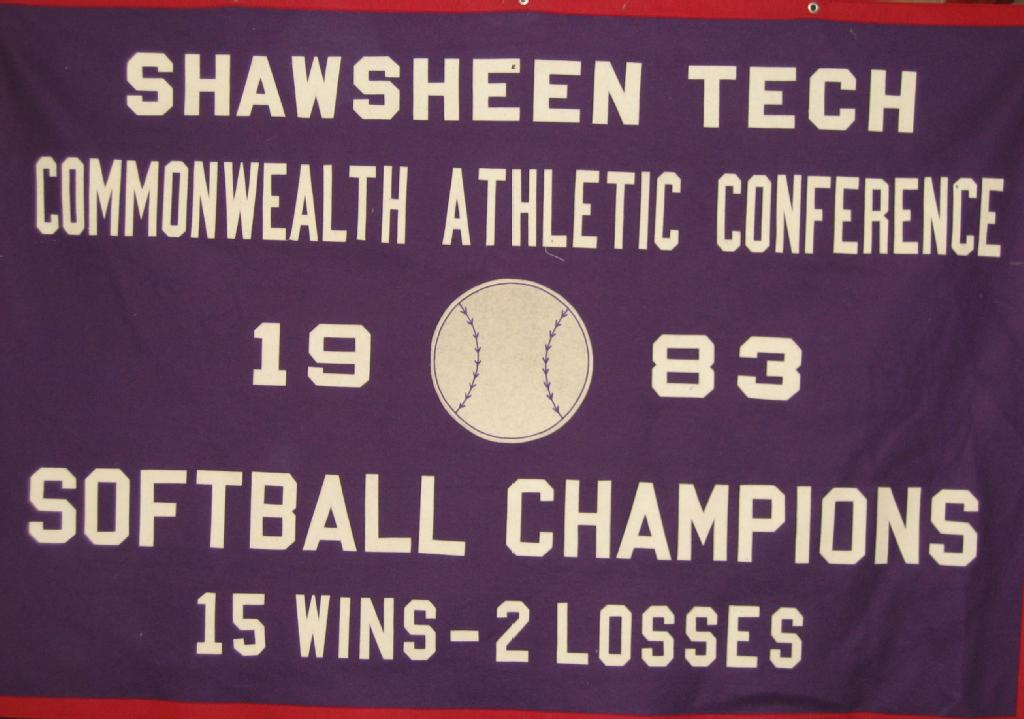 SHAWSHEEN TECH
COMMONWEALTH ATHLETIC CONFERENCE
19 83
SOFTBALL CHAMPIONS
15 WINS - 2 LOSSES